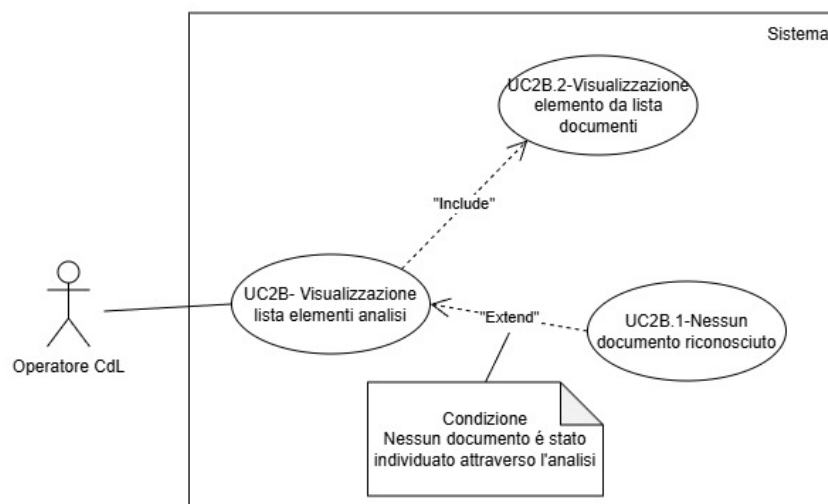 Sistema
UC2B.2-Visualizzazione
elemento da lista
documenti
"Include"
UC2B- Visualizzazione
lista elementi analisi
"Extend"
UC2B.1-Nessun
documento riconosciuto
Operatore CdL
Condizione
Nessun documento é stato
individuato attraverso l'analisi